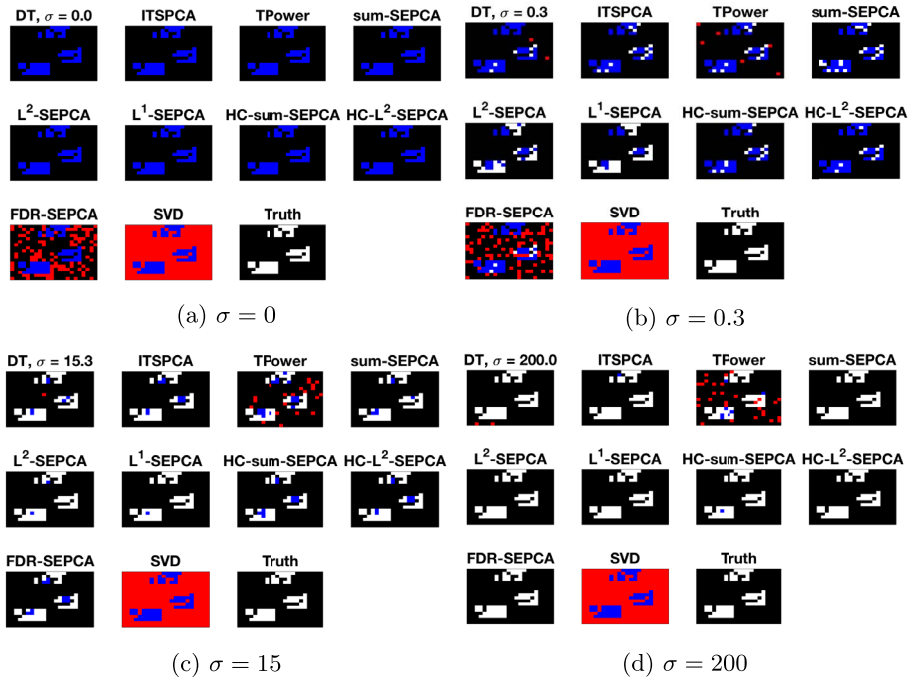 DT, σ = 0.0 ITSPCA TPower sum-SEPCA
L²-SEPCA L¹-SEPCA HC-sum-SEPCA HC-L²-SEPCA
FDR-SEPCA SVD Truth
(a) σ = 0
DT, σ = 0.3 ITSPCA TPower sum-SEPCA
L²-SEPCA L¹-SEPCA HC-sum-SEPCA HC-L²-SEPCA
FDR-SEPCA SVD Truth
(b) σ = 0.3
DT, σ = 15.3 ITSPCA TPower sum-SEPCA
L²-SEPCA L¹-SEPCA HC-sum-SEPCA HC-L²-SEPCA
FDR-SEPCA SVD Truth
(c) σ = 15
DT, σ = 200.0 ITSPCA TPower sum-SEPCA
L²-SEPCA L¹-SEPCA HC-sum-SEPCA HC-L²-SEPCA
FDR-SEPCA SVD Truth
(d) σ = 200